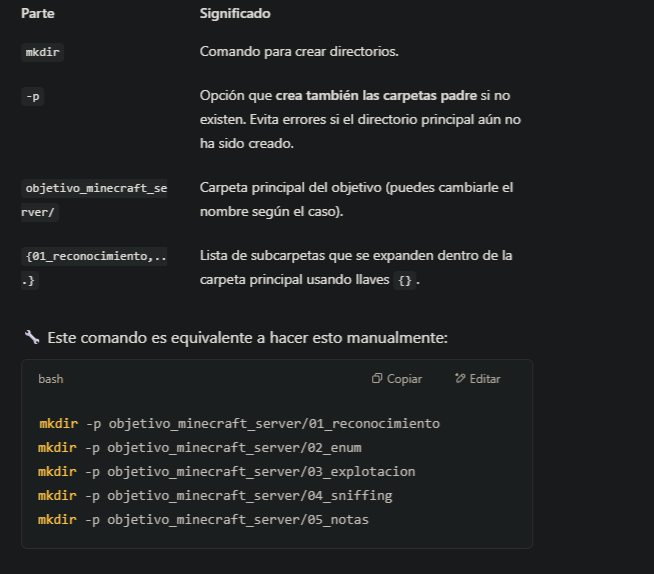 Parte Significado
mkdir Comando para crear directorios.
-p Opción que crea también las carpetas padre si no
existen. Evita errores si el directorio principal aún no
ha sido creado.
objetivo_minecraft_se Carpeta principal del objetivo (puedes cambiarle el
rver/ nombre según el caso).
{01_reconocimiento,.. Lista de subcarpetas que se expanden dentro de la
.} carpeta principal usando llaves {}.
🔧 Este comando es equivalente a hacer esto manualmente:
bash Copiar Editar
mkdir -p objetivo_minecraft_server/01_reconocimiento
mkdir -p objetivo_minecraft_server/02_enum
mkdir -p objetivo_minecraft_server/03_explotacion
mkdir -p objetivo_minecraft_server/04_sniffing
mkdir -p objetivo_minecraft_server/05_notas